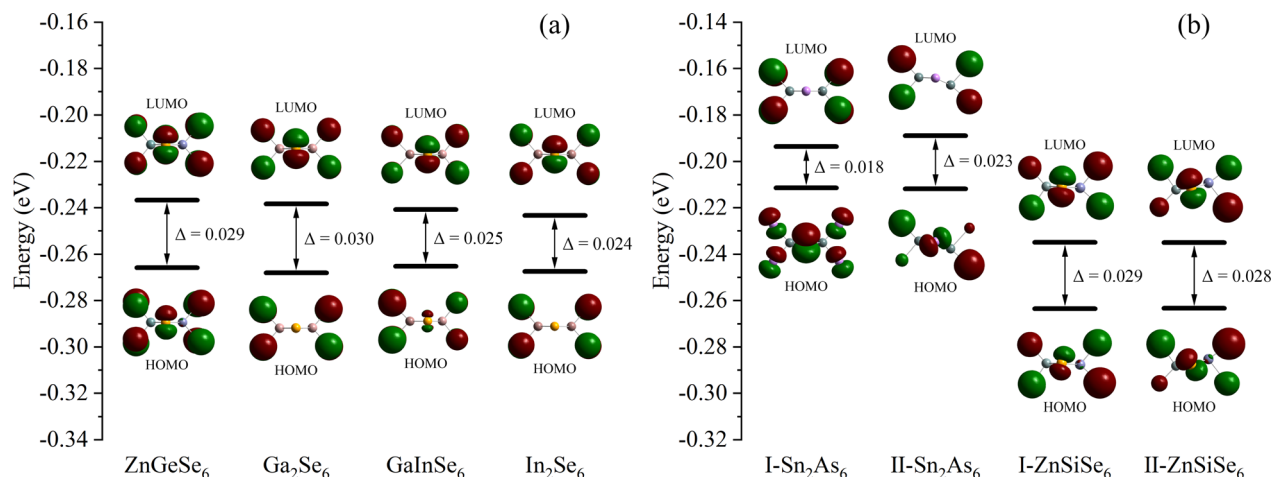 (a)
Energy (eV)
-0.16
-0.18
-0.20
-0.22
-0.24
-0.26
-0.28
-0.30
-0.32
-0.34
LUMO
LUMO
LUMO
LUMO
Δ = 0.029
Δ = 0.030
Δ = 0.025
Δ = 0.024
HOMO
HOMO
HOMO
HOMO
ZnGeSe₆
Ga₂Se₆
GaInSe₆
In₂Se₆
(b)
Energy (eV)
-0.14
-0.16
-0.18
-0.20
-0.22
-0.24
-0.26
-0.28
-0.30
-0.32
LUMO
LUMO
LUMO
LUMO
Δ = 0.018
Δ = 0.023
Δ = 0.029
Δ = 0.028
HOMO
HOMO
HOMO
HOMO
I-Sn₂As₆
II-Sn₂As₆
I-ZnSiSe₆
II-ZnSiSe₆